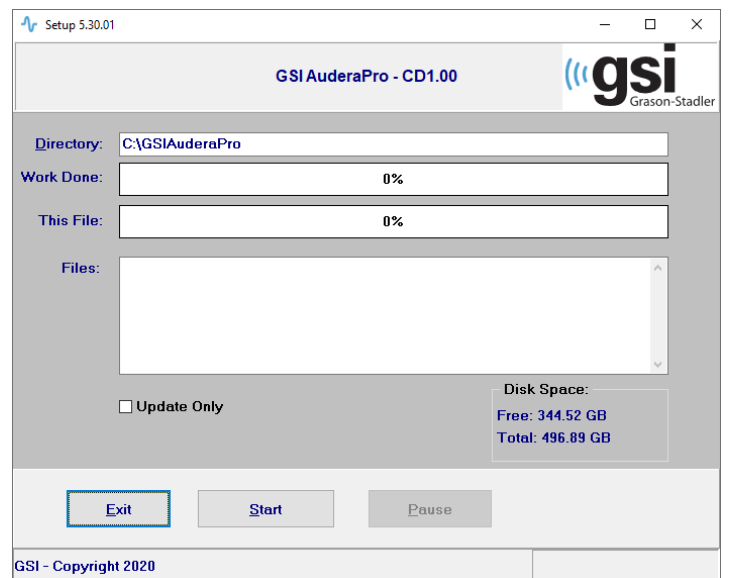 Setup 5.30.01
GSI AuderaPro - CD1.00
gsi
Grason-Stadler
Directory: C:\GSIAuderaPro
Work Done: 0%
This File: 0%
Files:
Update Only
Disk Space:
Free: 344.52 GB
Total: 496.89 GB
Exit Start Pause
GSI - Copyright 2020